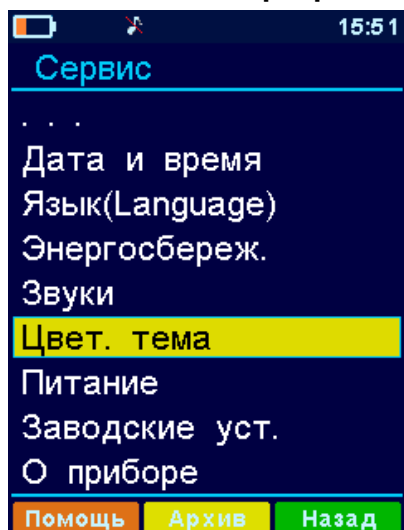 15:51
Сервис
. . .
Дата и время
Язык(Language)
Энергосбереж.
Звуки
Цвет. тема
Питание
Заводские уст.
О приборе
Помощь Архив Назад